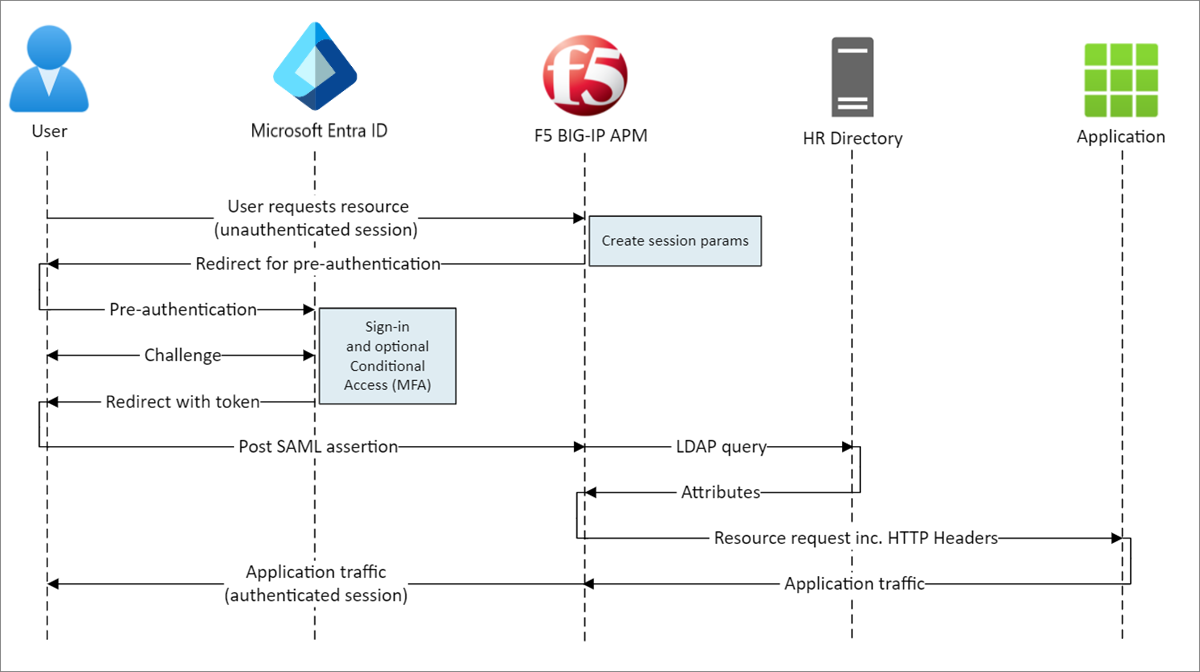 f5
User
Microsoft Entra ID
F5 BIG-IP APM
HR Directory
Application
User requests resource
(unauthenticated session)
Create session params
Redirect for pre-authentication
Pre-authentication
Sign-in
and optional
Conditional
Access (MFA)
Challenge
Redirect with token
Post SAML assertion
LDAP query
Attributes
Resource request inc. HTTP Headers
Application traffic
(authenticated session)
Application traffic